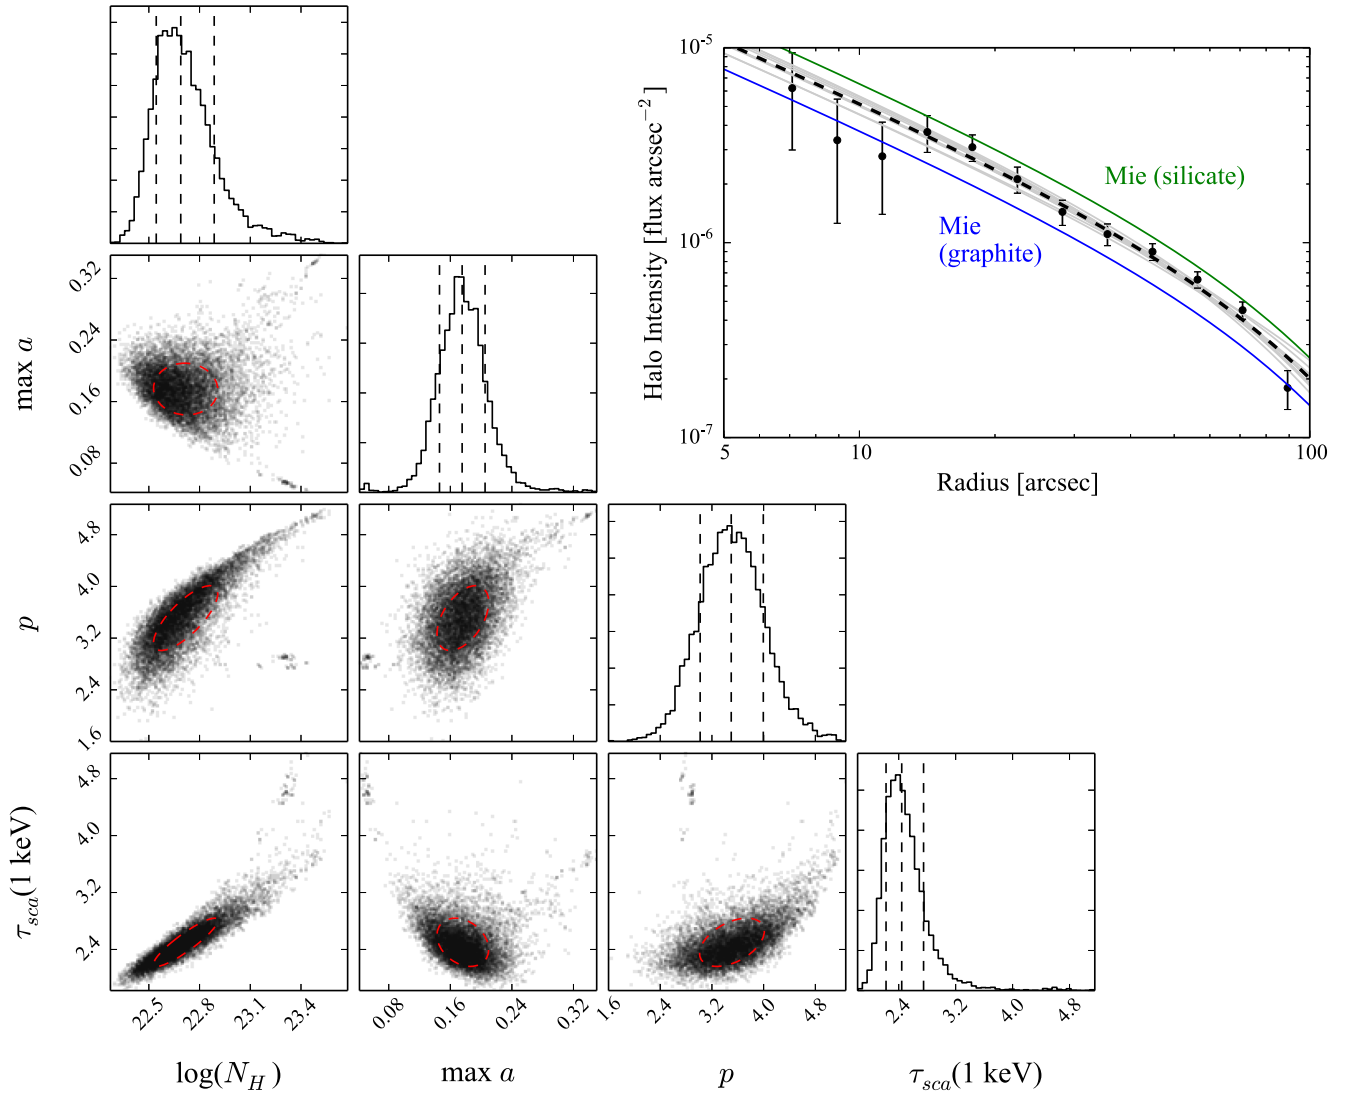 10^-5
10^-6
10^-7
Halo Intensity [flux arcsec^-2]
Mie (silicate)
Mie
(graphite)
5
10
100
Radius [arcsec]
0.32
0.24
0.16
0.08
max a
4.8
4.0
3.2
2.4
1.6
p
4.8
4.0
3.2
2.4
τ_sca(1 keV)
22.5 22.8 23.1 23.4
0.08 0.16 0.24 0.32
1.6 2.4 3.2 4.0 4.8
2.4 3.2 4.0 4.8
log(N_H)
max a
p
τ_sca(1 keV)